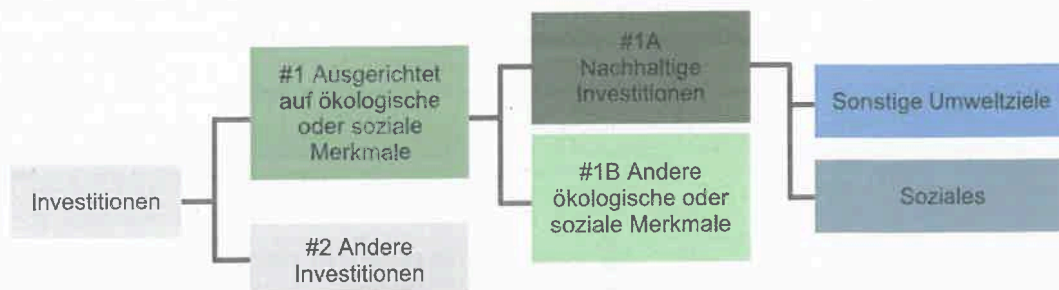 Investitionen
#1 Ausgerichtet
auf ökologische
oder soziale
Merkmale
#2 Andere
Investitionen
#1A
Nachhaltige
Investitionen
#1B Andere
ökologische oder
soziale Merkmale
Sonstige Umweltziele
Soziales